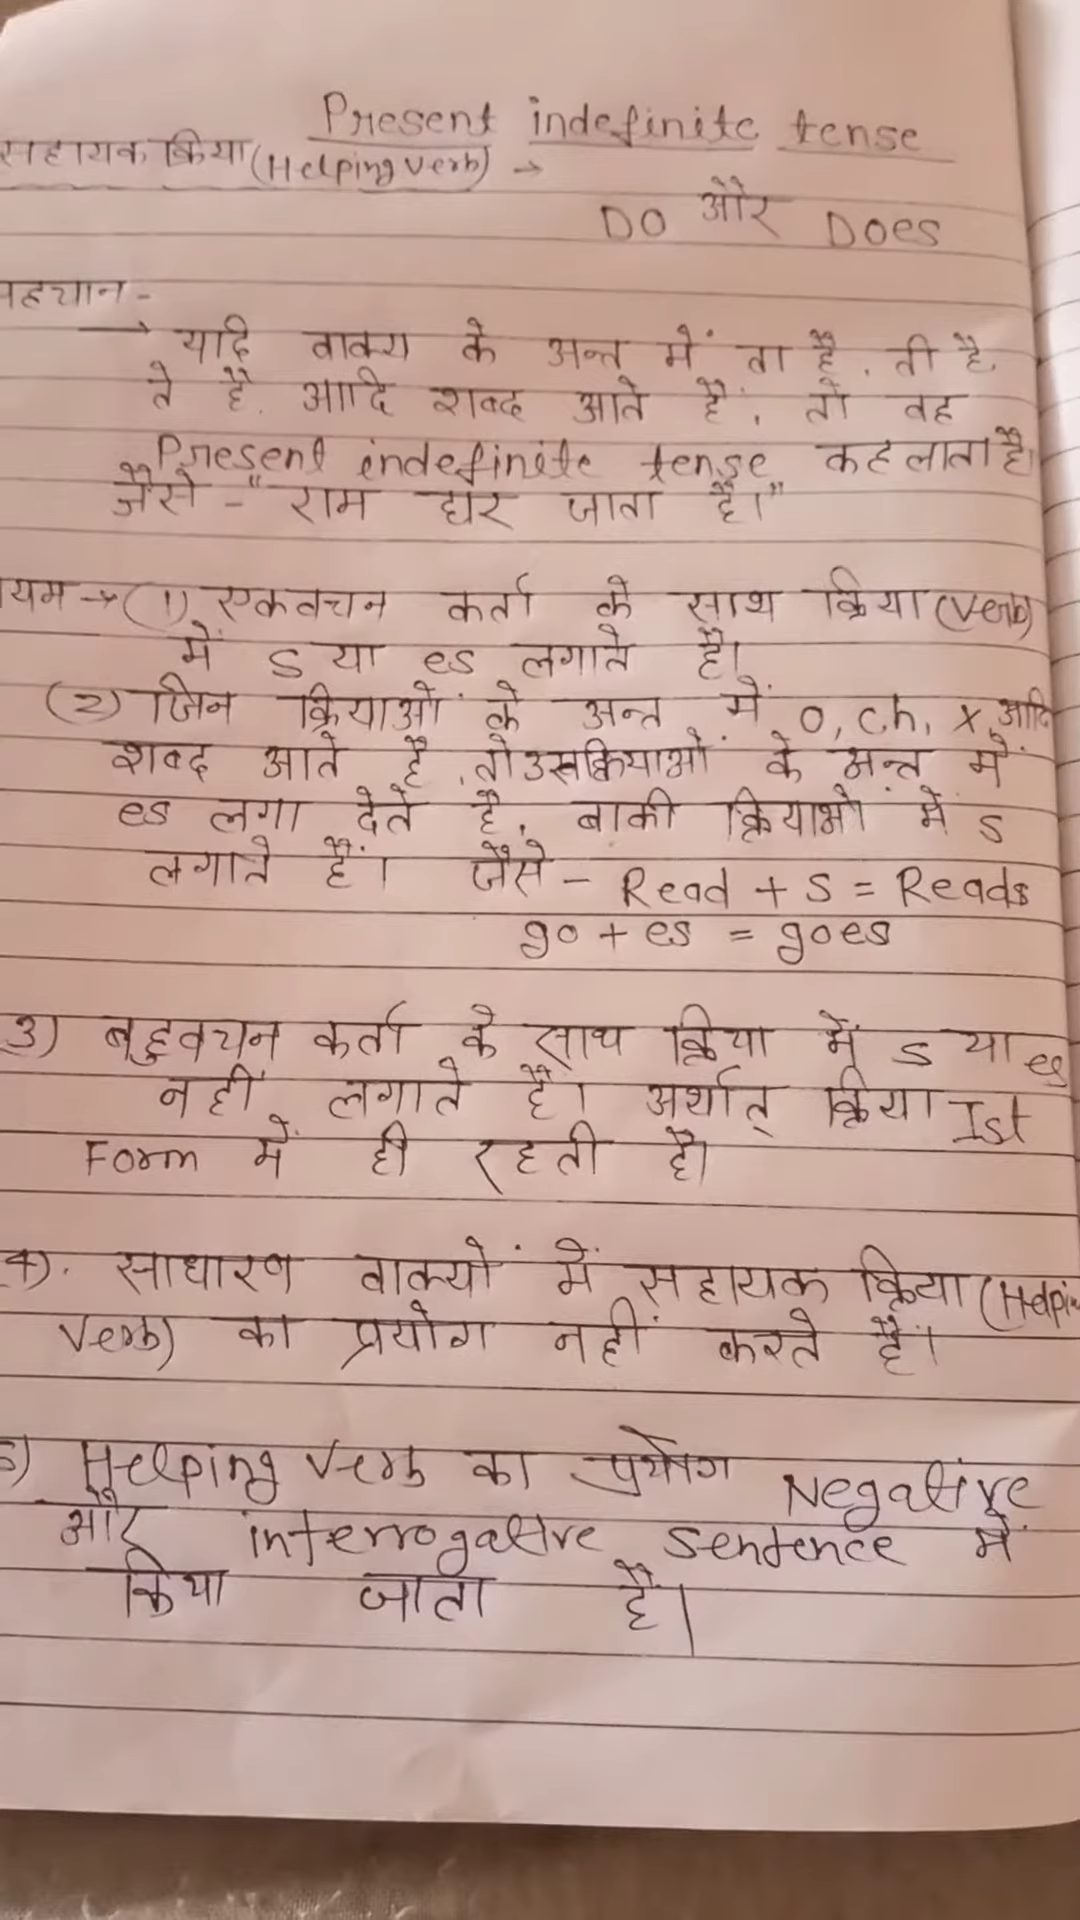 Present indefinite tense
सहायक क्रिया (Helping verb) →
DO और Does
पहचान -
→ यदि वाक्य के अन्त में ता है, ती है,
ते है, आदि शब्द आते हैं, तो वह
Present indefinite tense कहलाता है।
जैसे - "राम घर जाता है।"
यम → (1) एकवचन कर्ता के साथ क्रिया (verb)
में s या es लगाते है।
(2) जिन क्रियाओं के अन्त में o, ch, x आदि
शब्द आते है, तो उस क्रियाओं के अन्त में
es लगा देते है, बाकी क्रियाओं में s
लगाते हैं। जैसे - Read + s = Reads
go + es = goes
3) बहुवचन कर्ता के साथ क्रिया में s या es
नहीं लगाते हैं। अर्थात् क्रिया Ist
Form में ही रहती है।
4). साधारण वाक्यों में सहायक क्रिया (Helpin
verb) का प्रयोग नहीं करते हैं।
5) Helping verb का प्रयोग Negative
और interrogative sentence में
किया जाता है।